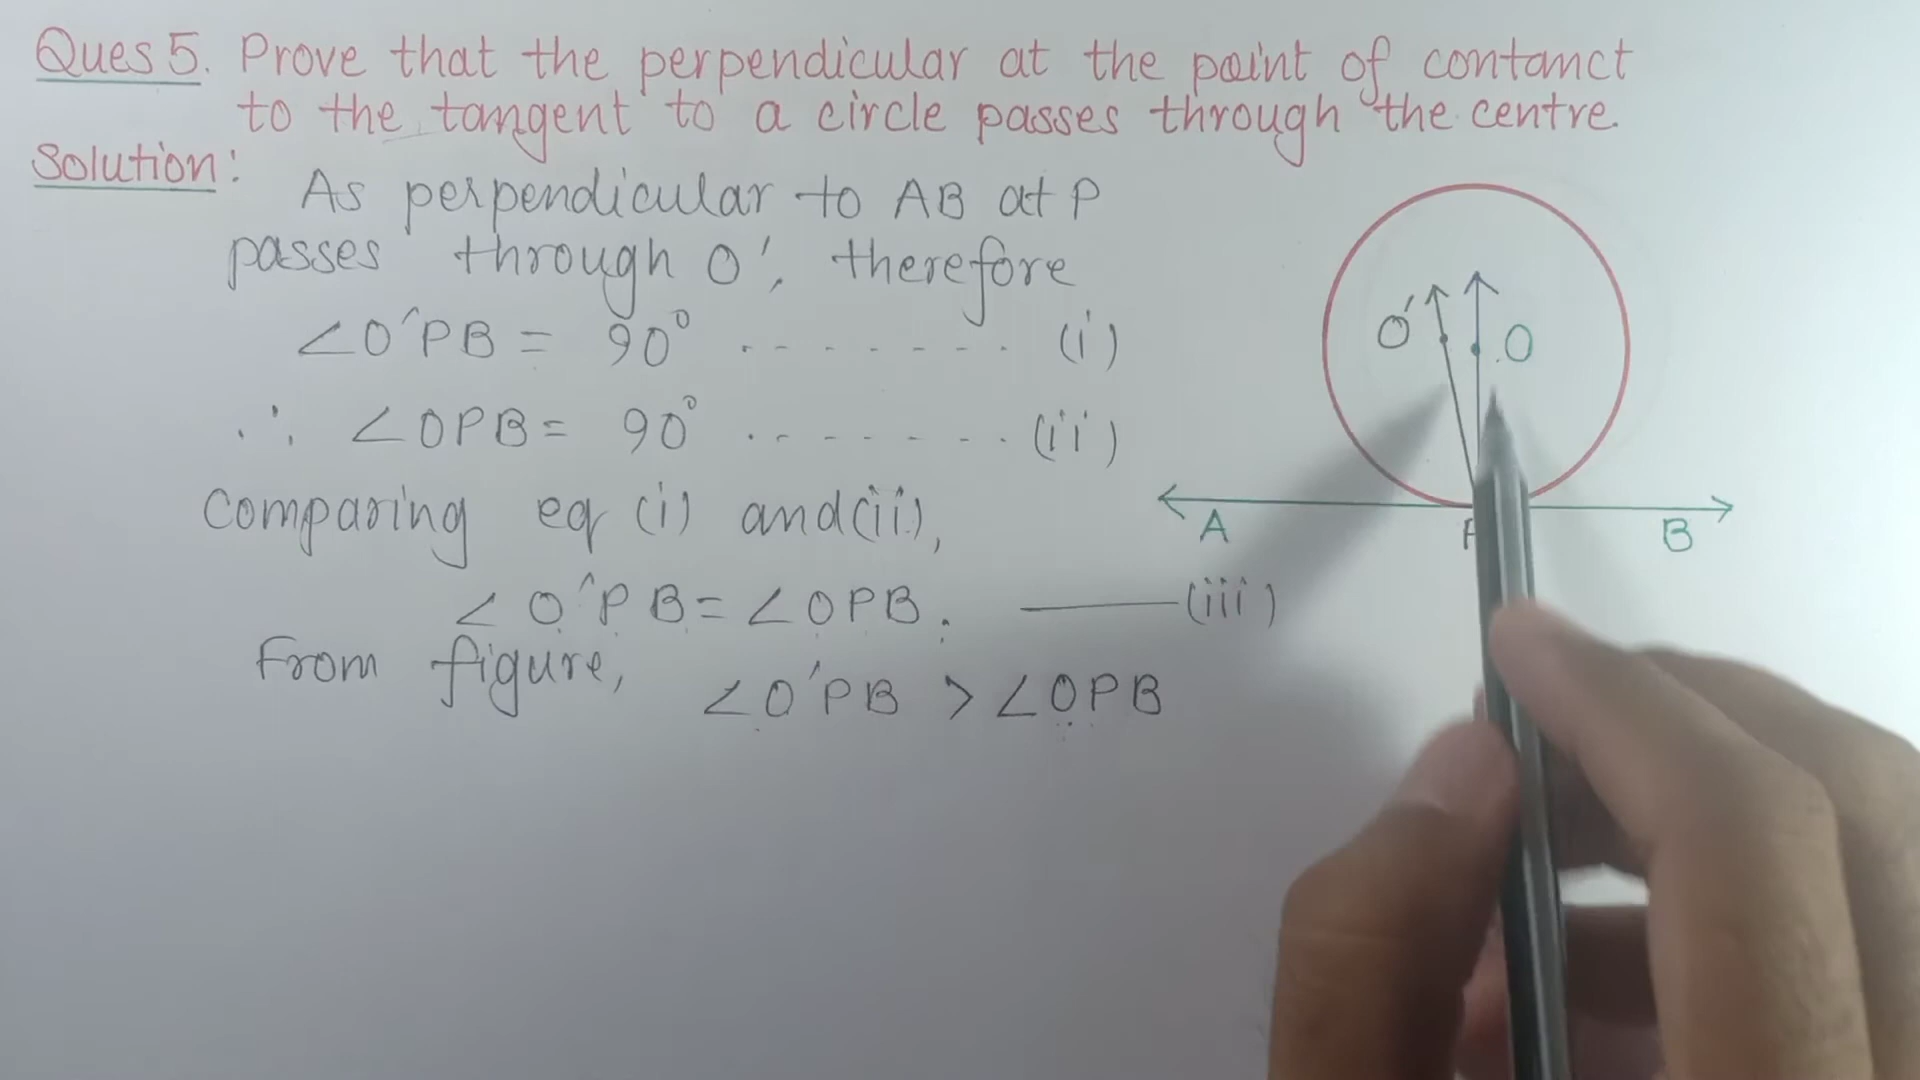 Ques 5. Prove that the perpendicular at the point of contanct
to the tangent to a circle passes through the centre.
Solution:
As perpendicular to AB at P
passes through O', therefore
∠O'PB = 90° ........ (i)
∴ ∠OPB = 90° ........ (ii)
Comparing eq (i) and (ii),
∠O'PB = ∠OPB. —— (iii)
From figure,
∠O'PB > ∠OPB
O'
O
A
P
B